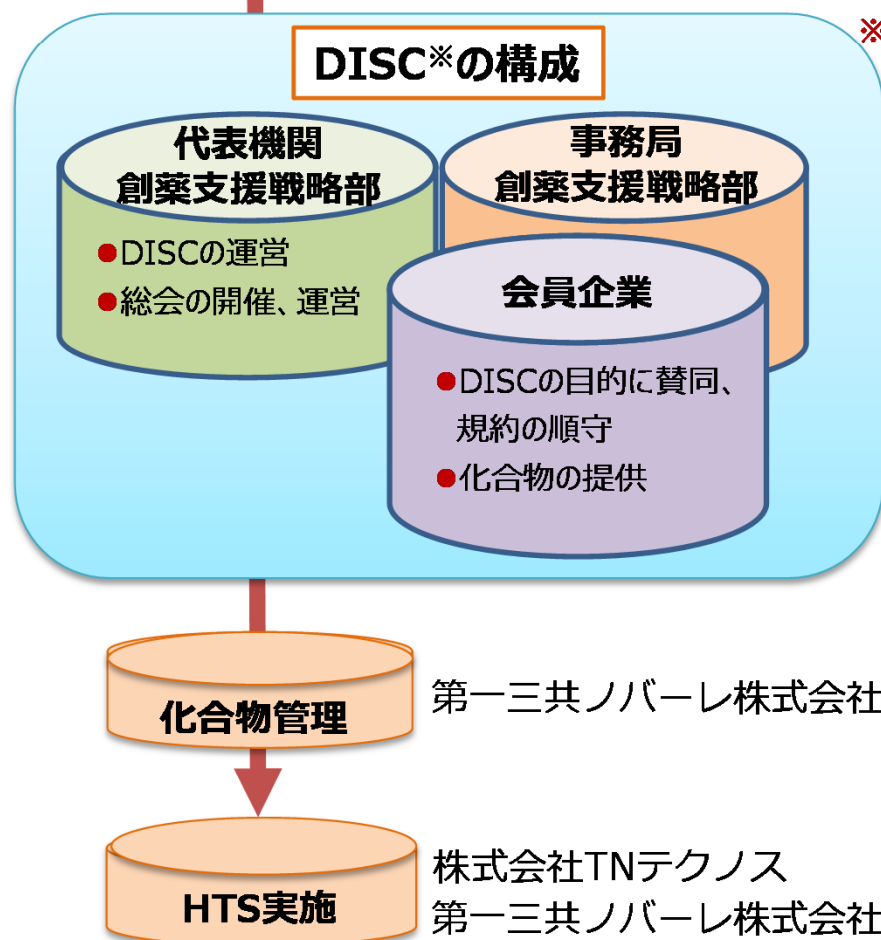 ※
DISC※の構成
代表機関
創薬支援戦略部
●DISCの運営
●総会の開催、運営
事務局
創薬支援戦略部
会員企業
●DISCの目的に賛同、
規約の順守
●化合物の提供
化合物管理
第一三共ノバーレ株式会社
HTS実施
株式会社TNテクノス
第一三共ノバーレ株式会社